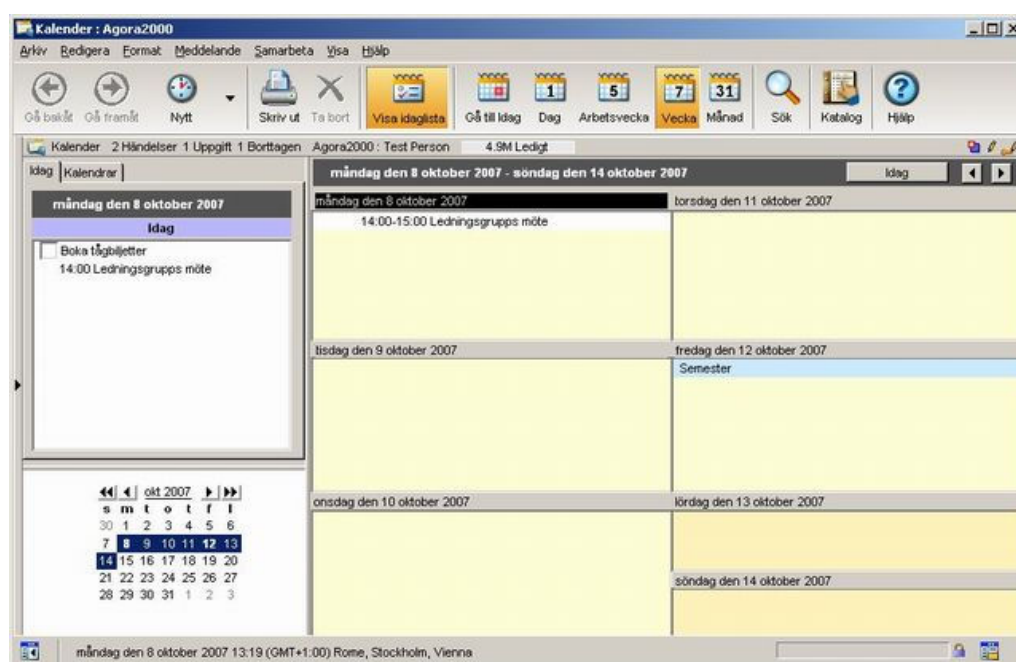 Kalender : Agora2000
Arkiv Redigera Format Meddelande Samarbeta Visa Hjälp
Gå bakåt Gå framåt Nytt Skriv ut Ta bort Visa idaglista Gå till Idag Dag Arbetsvecka Vecka Månad Sök Katalog Hjälp
1 5 7 31
Kalender 2 Händelser 1 Uppgift 1 Borttagen Agora2000 : Test Person 4.9M Ledigt
Idag Kalendrar
måndag den 8 oktober 2007 - söndag den 14 oktober 2007 Idag
måndag den 8 oktober 2007
Idag
Boka tågbiljetter
14:00 Ledningsgrupps möte
måndag den 8 oktober 2007
14:00-15:00 Ledningsgrupps möte
tisdag den 9 oktober 2007
onsdag den 10 oktober 2007
torsdag den 11 oktober 2007
fredag den 12 oktober 2007
Semester
lördag den 13 oktober 2007
söndag den 14 oktober 2007
okt 2007
s m t o t f l
30 1 2 3 4 5 6
7 8 9 10 11 12 13
14 15 16 17 18 19 20
21 22 23 24 25 26 27
28 29 30 31 1 2 3
måndag den 8 oktober 2007 13:19 (GMT+1:00) Rome, Stockholm, Vienna